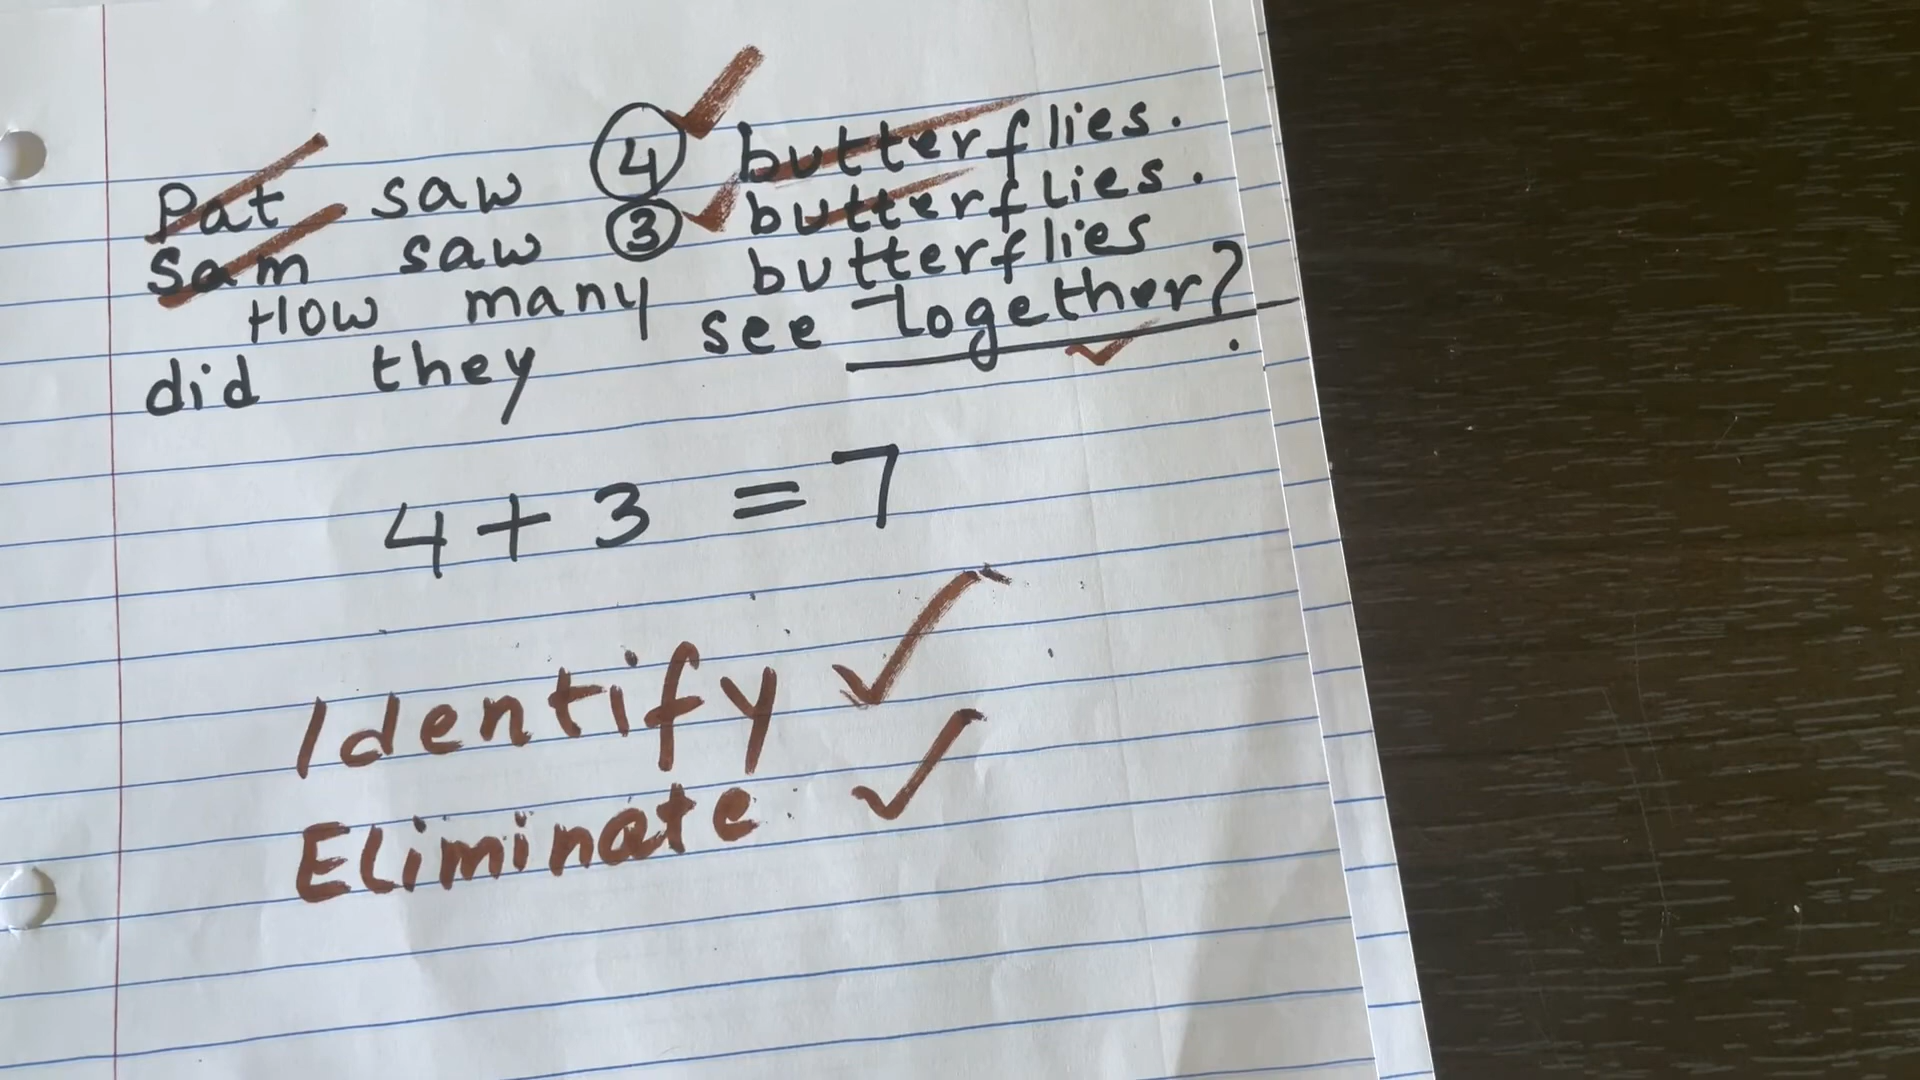 Pat saw 4 butterflies.
Sam saw 3 butterflies.
How many butterflies
did they see Together?
4 + 3 = 7
Identify ✓
Eliminate ✓